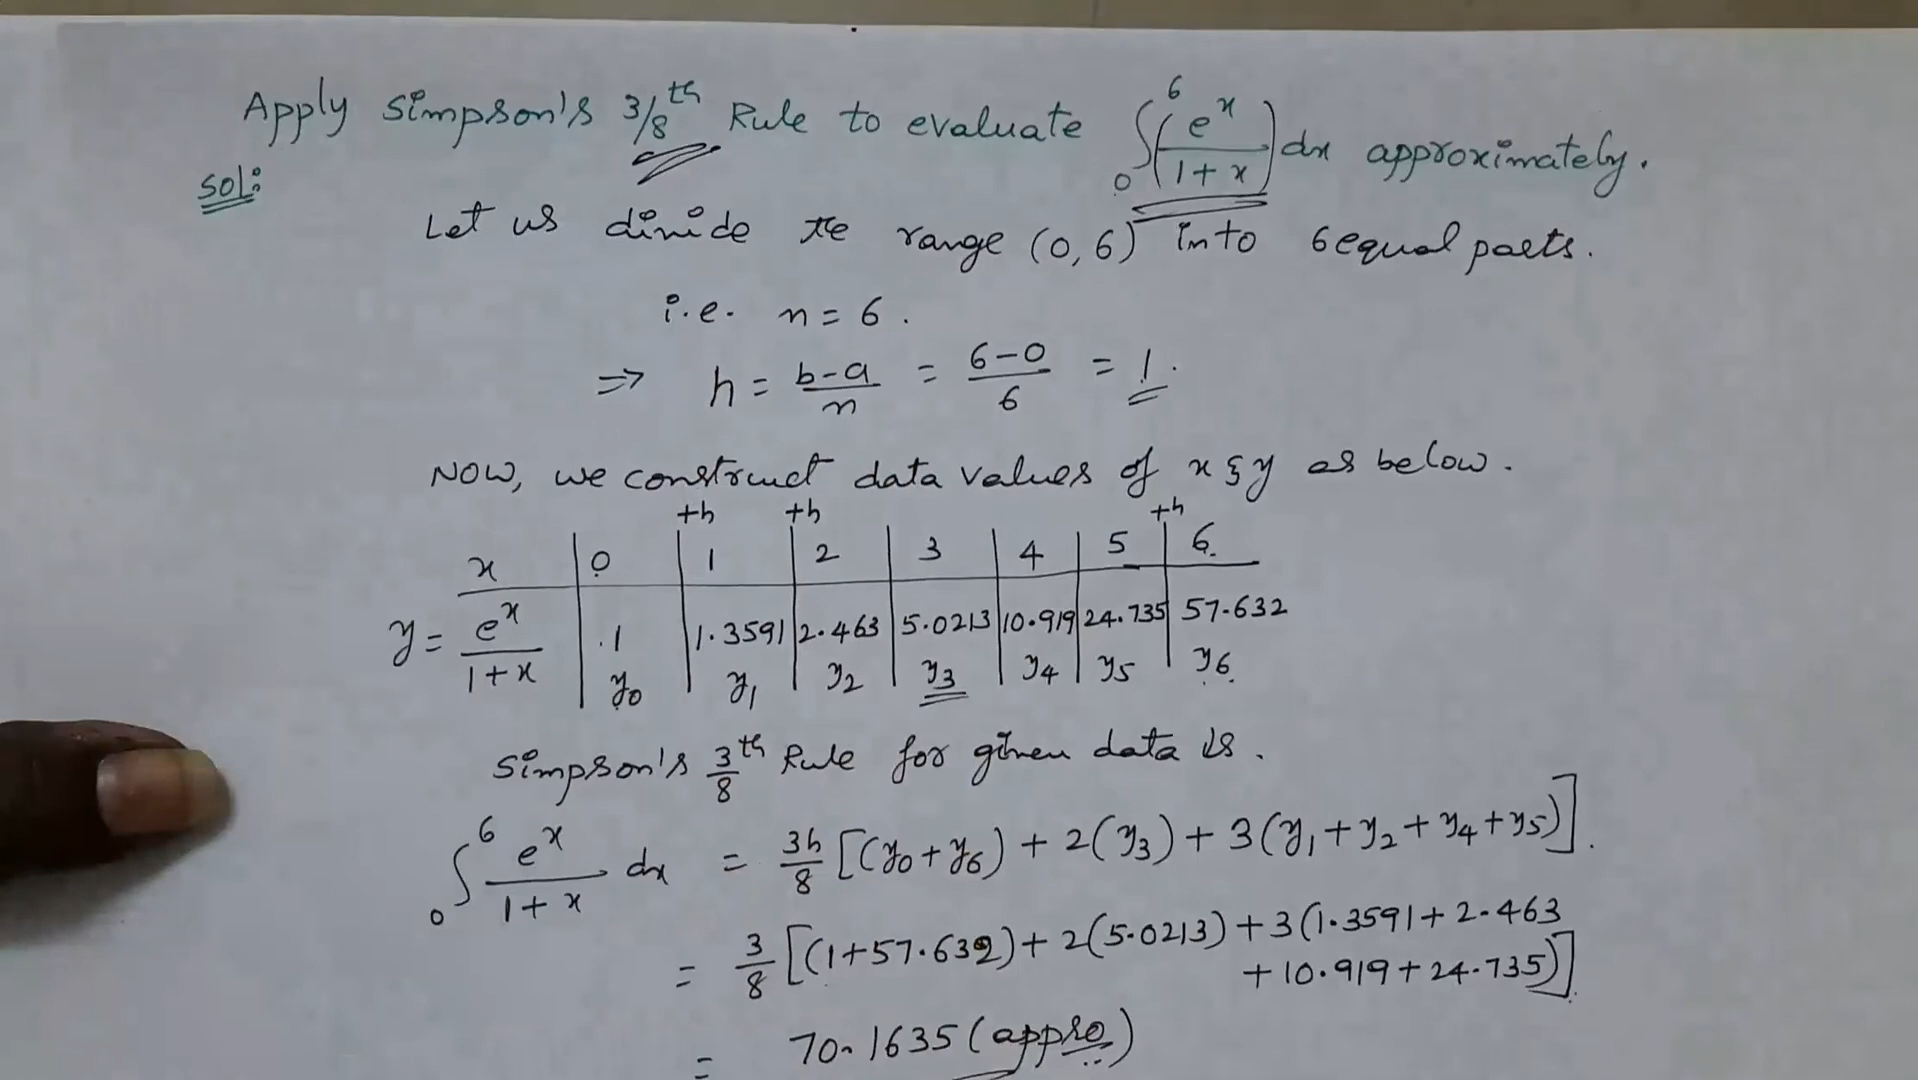 Apply Simpson's 3/8th Rule to evaluate ∫₀⁶ (eˣ/(1+x)) dx approximately.
Sol:
Let us divide the range (0,6) into 6 equal parts.
i.e. n = 6.
⇒ h = (b-a)/n = (6-0)/6 = 1.
NOW, we construct data values of x & y as below.
+h +h +h
x 0 1 2 3 4 5 6
y = eˣ/(1+x) 1 1.3591 2.463 5.0213 10.919 24.735 57.632
y₀ y₁ y₂ y₃ y₄ y₅ y₆
Simpson's 3/8 th Rule for given data is.
∫₀⁶ eˣ/(1+x) dx = 3h/8 [(y₀+y₆) + 2(y₃) + 3(y₁+y₂+y₄+y₅)].
= 3/8 [(1+57.632) + 2(5.0213) + 3(1.3591 + 2.463
+ 10.919 + 24.735)]
= 70.1635 (appro)